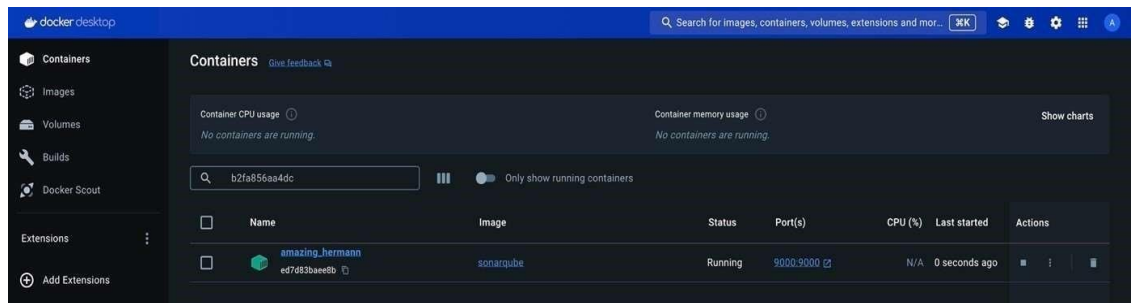 docker desktop
Search for images, containers, volumes, extensions and mor... ⌘K
A
Containers
Images
Volumes
Builds
Docker Scout
Extensions
Add Extensions
Containers Give feedback
Container CPU usage
No containers are running.
Container memory usage
No containers are running.
Show charts
b2fa856aa4dc
Only show running containers
Name Image Status Port(s) CPU (%) Last started Actions
amazing_hermann
ed7d83baee8b
sonarqube Running 9000:9000 N/A 0 seconds ago